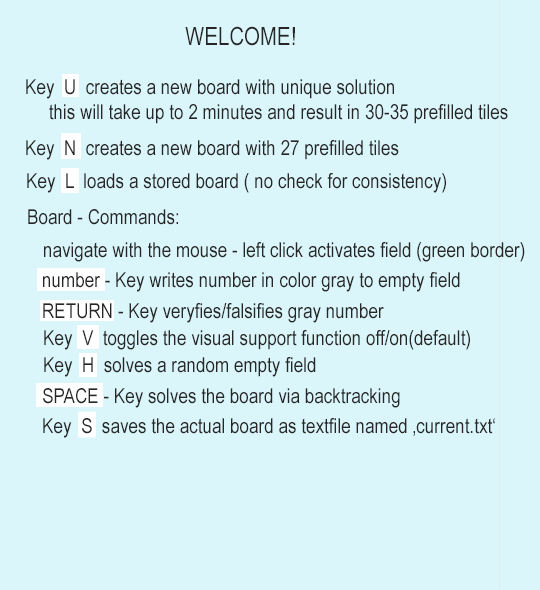 WELCOME!
Key U creates a new board with unique solution
this will take up to 2 minutes and result in 30-35 prefilled tiles
Key N creates a new board with 27 prefilled tiles
Key L loads a stored board ( no check for consistency)
Board - Commands:
navigate with the mouse - left click activates field (green border)
number - Key writes number in color gray to empty field
RETURN - Key veryfies/falsifies gray number
Key V toggles the visual support function off/on(default)
Key H solves a random empty field
SPACE - Key solves the board via backtracking
Key S saves the actual board as textfile named ‚current.txt‘